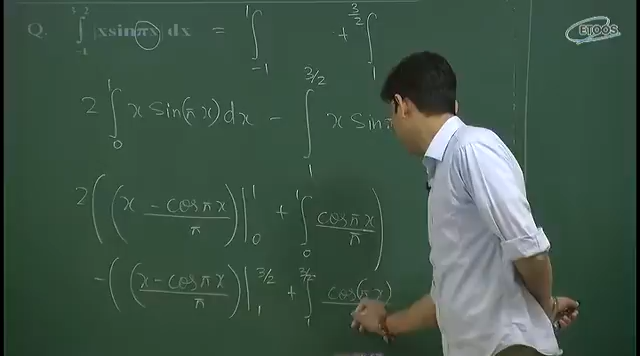 Q. ∫_{-1}^{3/2} |x sin πx| dx = ∫_{-1}^{1} + ∫_{1}^{3/2}
ETOOS
2 ∫_{0}^{1} x Sin(πx) dx − ∫_{1}^{3/2} x Sin
2 ( (x −cos πx / π) |_{0}^{1} + ∫_{0}^{1} cos πx / π )
− ( (x −cos πx / π) |_{1}^{3/2} + ∫_{1}^{3/2} cos(πx)